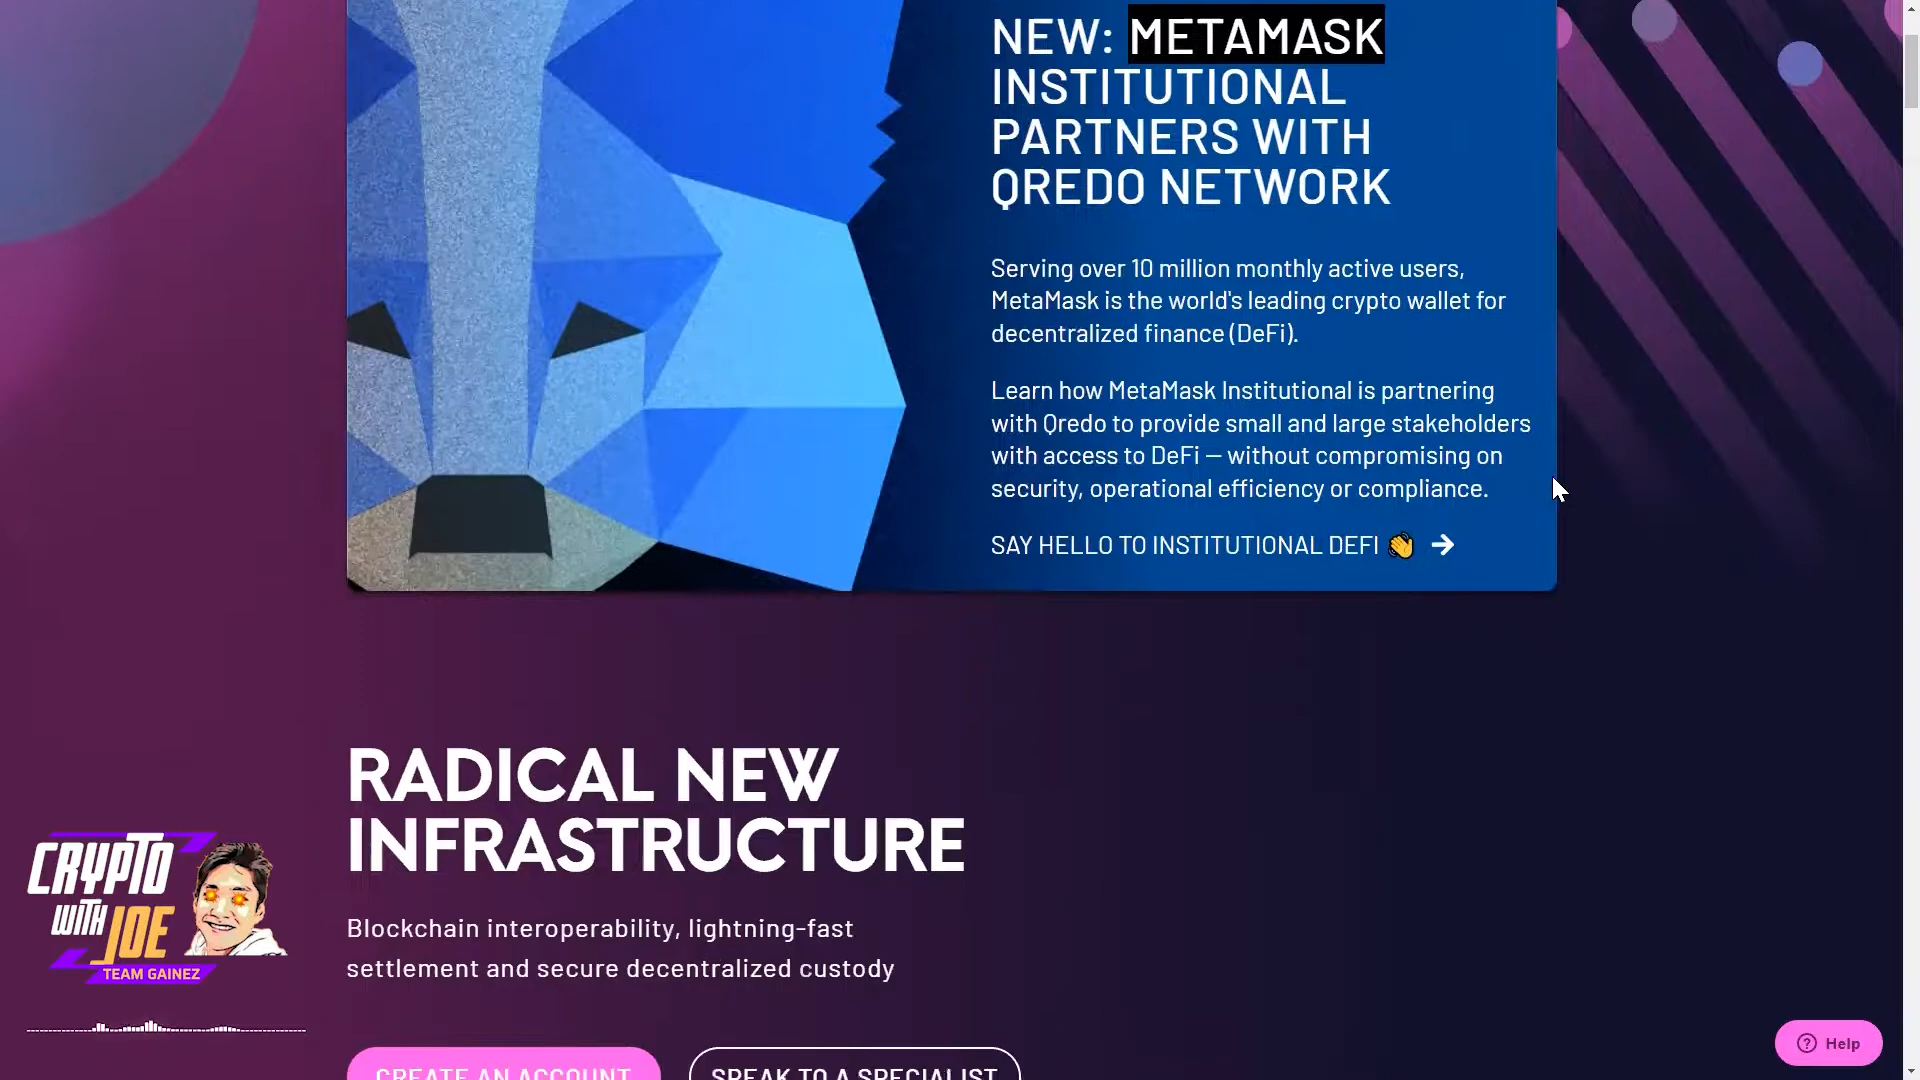 NEW: METAMASK
INSTITUTIONAL
PARTNERS WITH
QREDO NETWORK
Serving over 10 million monthly active users,
MetaMask is the world's leading crypto wallet for
decentralized finance (DeFi).
Learn how MetaMask Institutional is partnering
with Qredo to provide small and large stakeholders
with access to DeFi — without compromising on
security, operational efficiency or compliance.
SAY HELLO TO INSTITUTIONAL DEFI 👋 →
RADICAL NEW
INFRASTRUCTURE
Blockchain interoperability, lightning-fast
settlement and secure decentralized custody
CREATE AN ACCOUNT
SPEAK TO A SPECIALIST
CRYPTO
WITH JOE
TEAM GAINEZ
Help